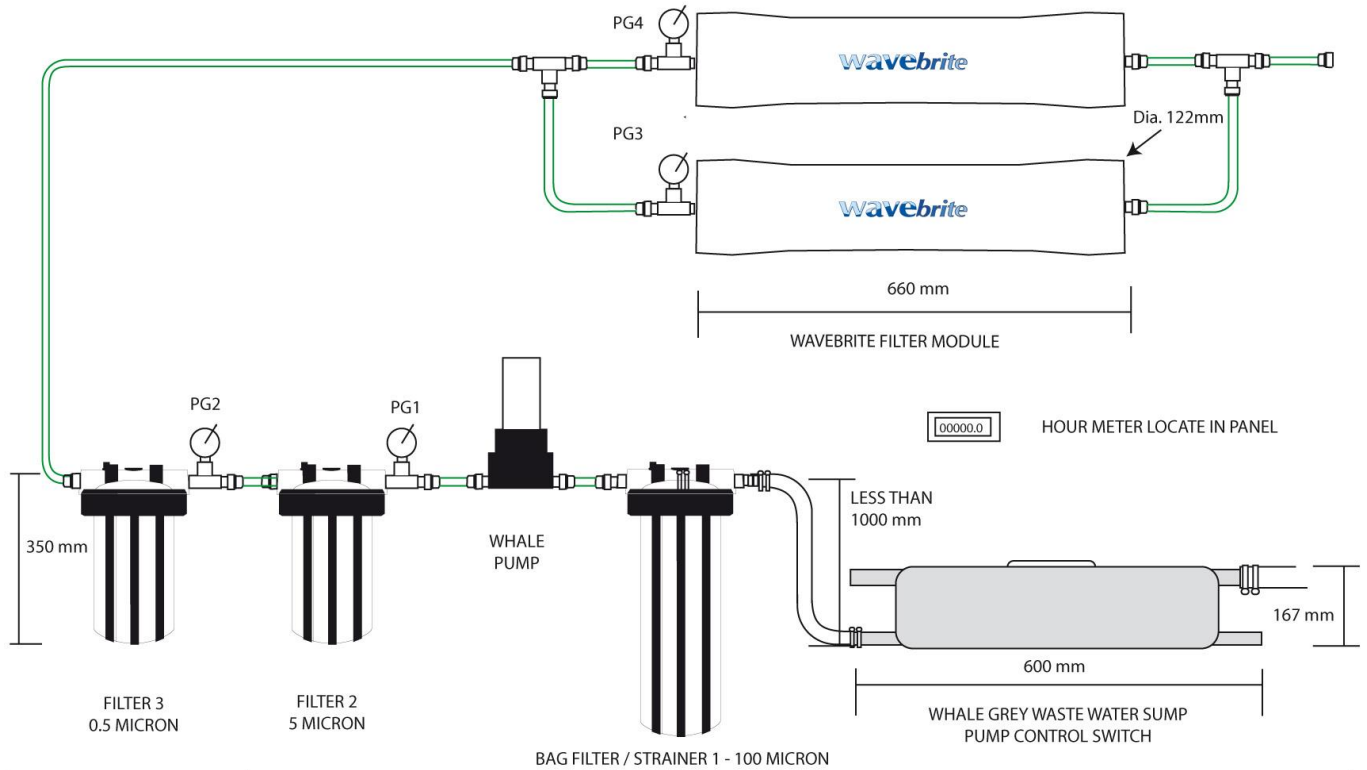 PG4
wavebrite
Dia. 122mm
PG3
wavebrite
660 mm
WAVEBRITE FILTER MODULE
PG2
PG1
00000.0
HOUR METER LOCATE IN PANEL
LESS THAN
1000 mm
350 mm
WHALE
PUMP
167 mm
600 mm
FILTER 3
0.5 MICRON
FILTER 2
5 MICRON
WHALE GREY WASTE WATER SUMP
PUMP CONTROL SWITCH
BAG FILTER / STRAINER 1 - 100 MICRON